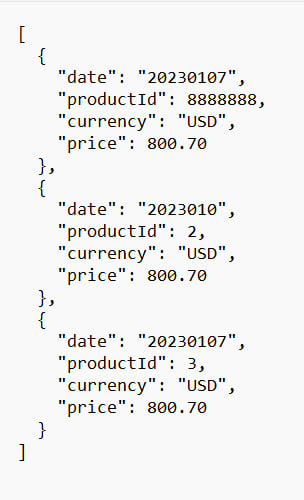 [
  {
    "date": "20230107",
    "productId": 8888888,
    "currency": "USD",
    "price": 800.70
  },
  {
    "date": "2023010",
    "productId": 2,
    "currency": "USD",
    "price": 800.70
  },
  {
    "date": "20230107",
    "productId": 3,
    "currency": "USD",
    "price": 800.70
  }
]